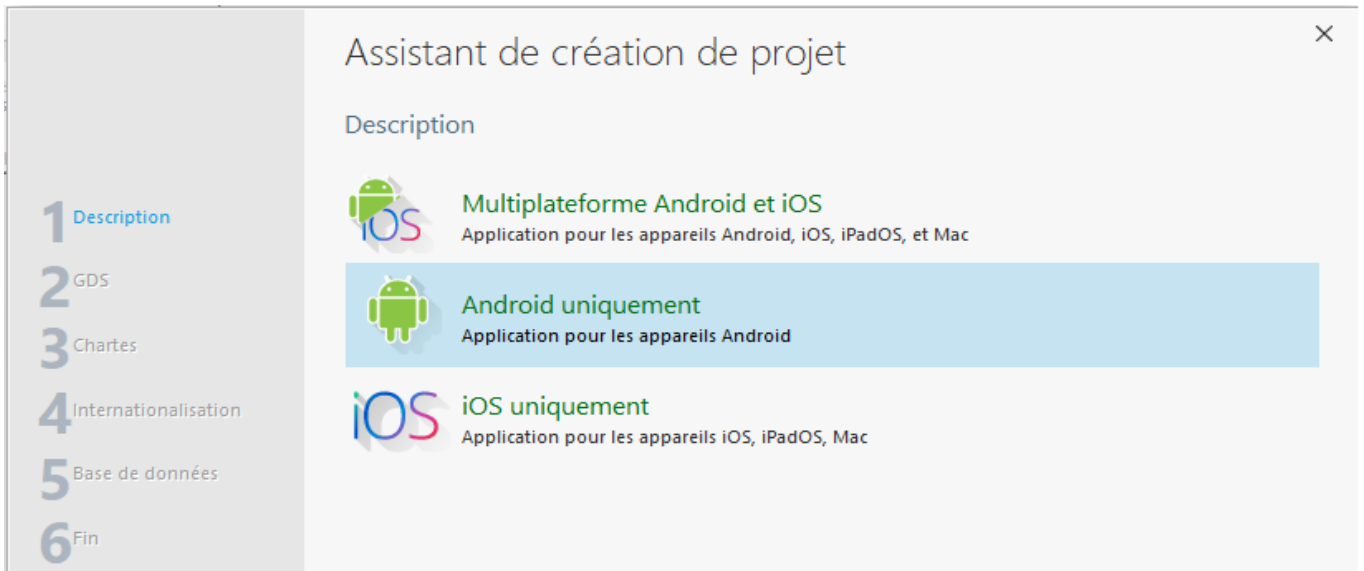 Assistant de création de projet
Description
1 Description
2 GDS
3 Chartes
4 Internationalisation
5 Base de données
6 Fin
iOS
Multiplateforme Android et iOS
Application pour les appareils Android, iOS, iPadOS, et Mac
Android uniquement
Application pour les appareils Android
iOS
iOS uniquement
Application pour les appareils iOS, iPadOS, Mac